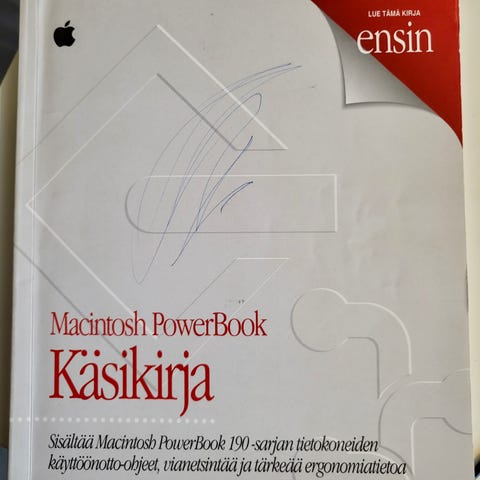 LUE TÄMÄ KIRJA
ensin
Macintosh PowerBook
Käsikirja
Sisältää Macintosh PowerBook 190 -sarjan tietokoneiden
käyttöönotto-ohjeet, vianetsintää ja tärkeää ergonomiatietoa